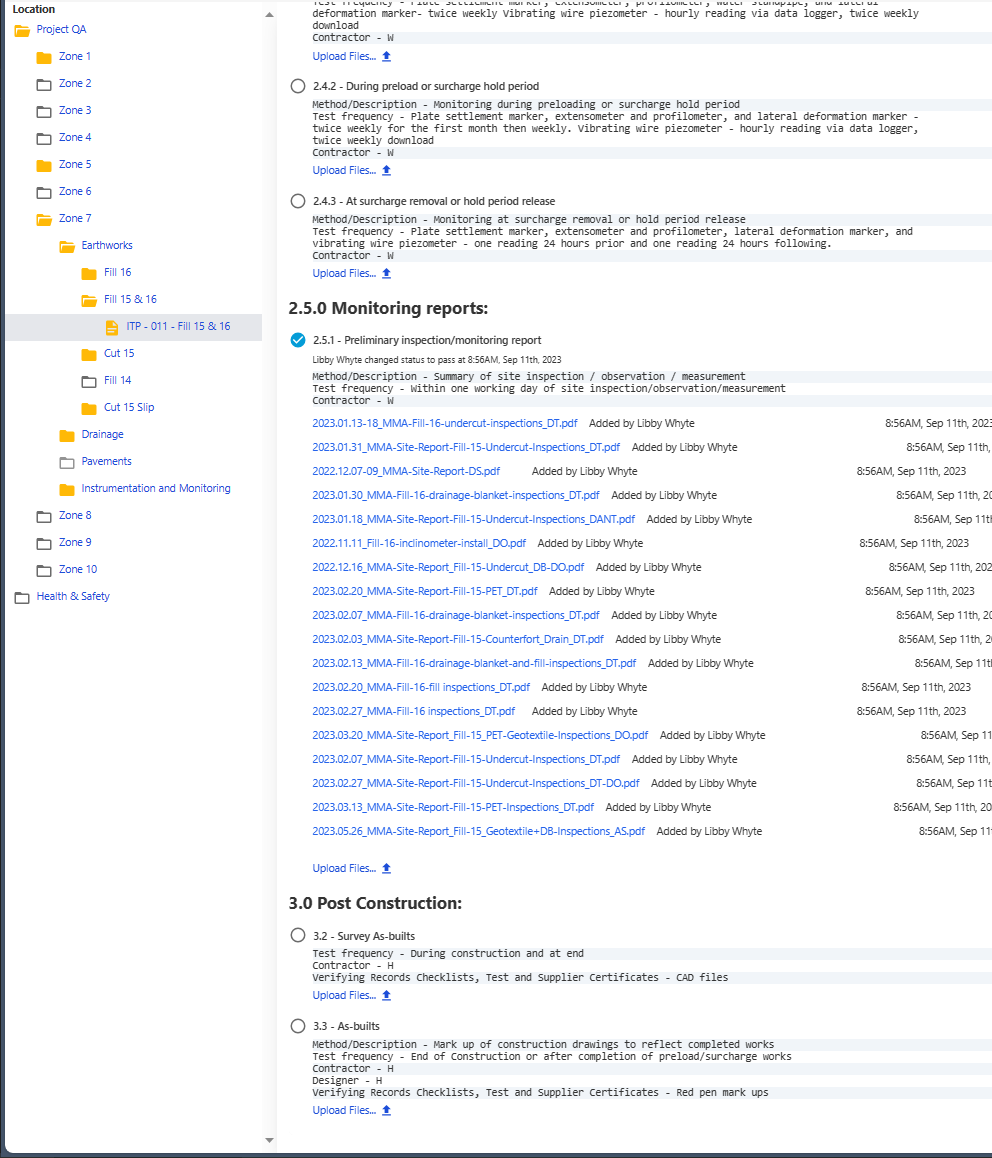 Location
Project QA
Zone 1
Zone 2
Zone 3
Zone 4
Zone 5
Zone 6
Zone 7
Earthworks
Fill 16
Fill 15 & 16
ITP - 011 - Fill 15 & 16
Cut 15
Fill 14
Cut 15 Slip
Drainage
Pavements
Instrumentation and Monitoring
Zone 8
Zone 9
Zone 10
Health & Safety
Test frequency - Plate settlement marker, extensometer, profilometer, water standpipe, and lateral
deformation marker- twice weekly Vibrating wire piezometer - hourly reading via data logger, twice weekly
download
Contractor - W
Upload Files...
2.4.2 - During preload or surcharge hold period
Method/Description - Monitoring during preloading or surcharge hold period
Test frequency - Plate settlement marker, extensometer and profilometer, and lateral deformation marker -
twice weekly for the first month then weekly. Vibrating wire piezometer - hourly reading via data logger,
twice weekly download
Contractor - W
Upload Files...
2.4.3 - At surcharge removal or hold period release
Method/Description - Monitoring at surcharge removal or hold period release
Test frequency - Plate settlement marker, extensometer and profilometer, lateral deformation marker, and
vibrating wire piezometer - one reading 24 hours prior and one reading 24 hours following.
Contractor - W
Upload Files...
2.5.0 Monitoring reports:
2.5.1 - Preliminary inspection/monitoring report
Libby Whyte changed status to pass at 8:56AM, Sep 11th, 2023
Method/Description - Summary of site inspection / observation / measurement
Test frequency - Within one working day of site inspection/observation/measurement
Contractor - W
2023.01.13-18_MMA-Fill-16-undercut-inspections_DT.pdf Added by Libby Whyte 8:56AM, Sep 11th, 2023
2023.01.31_MMA-Site-Report-Fill-15-Undercut-Inspections_DT.pdf Added by Libby Whyte 8:56AM, Sep 11th,
2022.12.07-09_MMA-Site-Report-DS.pdf Added by Libby Whyte 8:56AM, Sep 11th, 2023
2023.01.30_MMA-Fill-16-drainage-blanket-inspections_DT.pdf Added by Libby Whyte 8:56AM, Sep 11th, 20
2023.01.18_MMA-Site-Report-Fill-15-Undercut-Inspections_DANT.pdf Added by Libby Whyte 8:56AM, Sep 11th
2022.11.11_Fill-16-inclinometer-install_DO.pdf Added by Libby Whyte 8:56AM, Sep 11th, 2023
2022.12.16_MMA-Site-Report_Fill-15-Undercut_DB-DO.pdf Added by Libby Whyte 8:56AM, Sep 11th, 202
2023.02.20_MMA-Site-Report_Fill-15-PET_DT.pdf Added by Libby Whyte 8:56AM, Sep 11th, 2023
2023.02.07_MMA-Fill-16-drainage-blanket-inspections_DT.pdf Added by Libby Whyte 8:56AM, Sep 11th, 20
2023.02.03_MMA-Site-Report-Fill-15-Counterfort_Drain_DT.pdf Added by Libby Whyte 8:56AM, Sep 11th, 20
2023.02.13_MMA-Fill-16-drainage-blanket-and-fill-inspections_DT.pdf Added by Libby Whyte 8:56AM, Sep 11th
2023.02.20_MMA-Fill-16-fill inspections_DT.pdf Added by Libby Whyte 8:56AM, Sep 11th, 2023
2023.02.27_MMA-Fill-16 inspections_DT.pdf Added by Libby Whyte 8:56AM, Sep 11th, 2023
2023.03.20_MMA-Site-Report_Fill-15_PET-Geotextile-Inspections_DO.pdf Added by Libby Whyte 8:56AM, Sep 11
2023.02.07_MMA-Site-Report-Fill-15-Undercut-Inspections_DT.pdf Added by Libby Whyte 8:56AM, Sep 11th,
2023.02.27_MMA-Site-Report-Fill-15-Undercut-Inspections_DT-DO.pdf Added by Libby Whyte 8:56AM, Sep 11t
2023.03.13_MMA-Site-Report-Fill-15-PET-Inspections_DT.pdf Added by Libby Whyte 8:56AM, Sep 11th, 20
2023.05.26_MMA-Site-Report_Fill-15_Geotextile+DB-Inspections_AS.pdf Added by Libby Whyte 8:56AM, Sep 11
Upload Files...
3.0 Post Construction:
3.2 - Survey As-builts
Test frequency - During construction and at end
Contractor - H
Verifying Records Checklists, Test and Supplier Certificates - CAD files
Upload Files...
3.3 - As-builts
Method/Description - Mark up of construction drawings to reflect completed works
Test frequency - End of Construction or after completion of preload/surcharge works
Contractor - H
Designer - H
Verifying Records Checklists, Test and Supplier Certificates - Red pen mark ups
Upload Files...